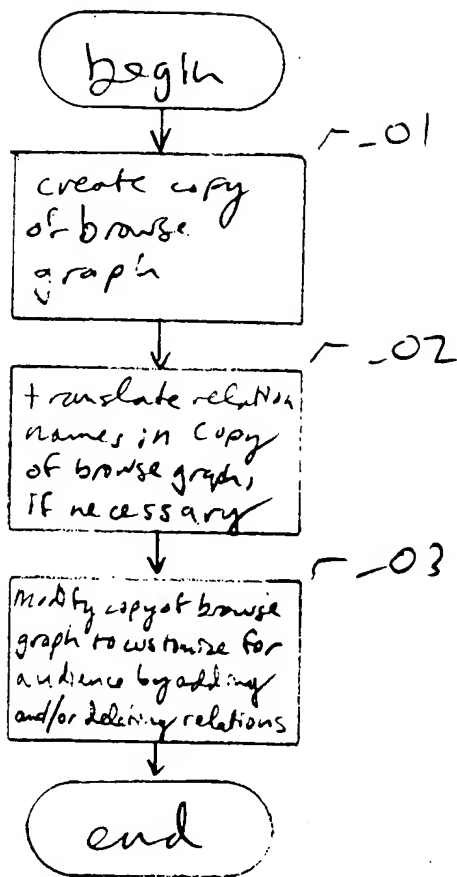 begin
_01
create copy
of browse
graph
_02
translate relation
names in copy
of browse graph,
if necessary
_03
Modify copy of browse
graph to customize for
audience by adding
and/or deleting relations
end